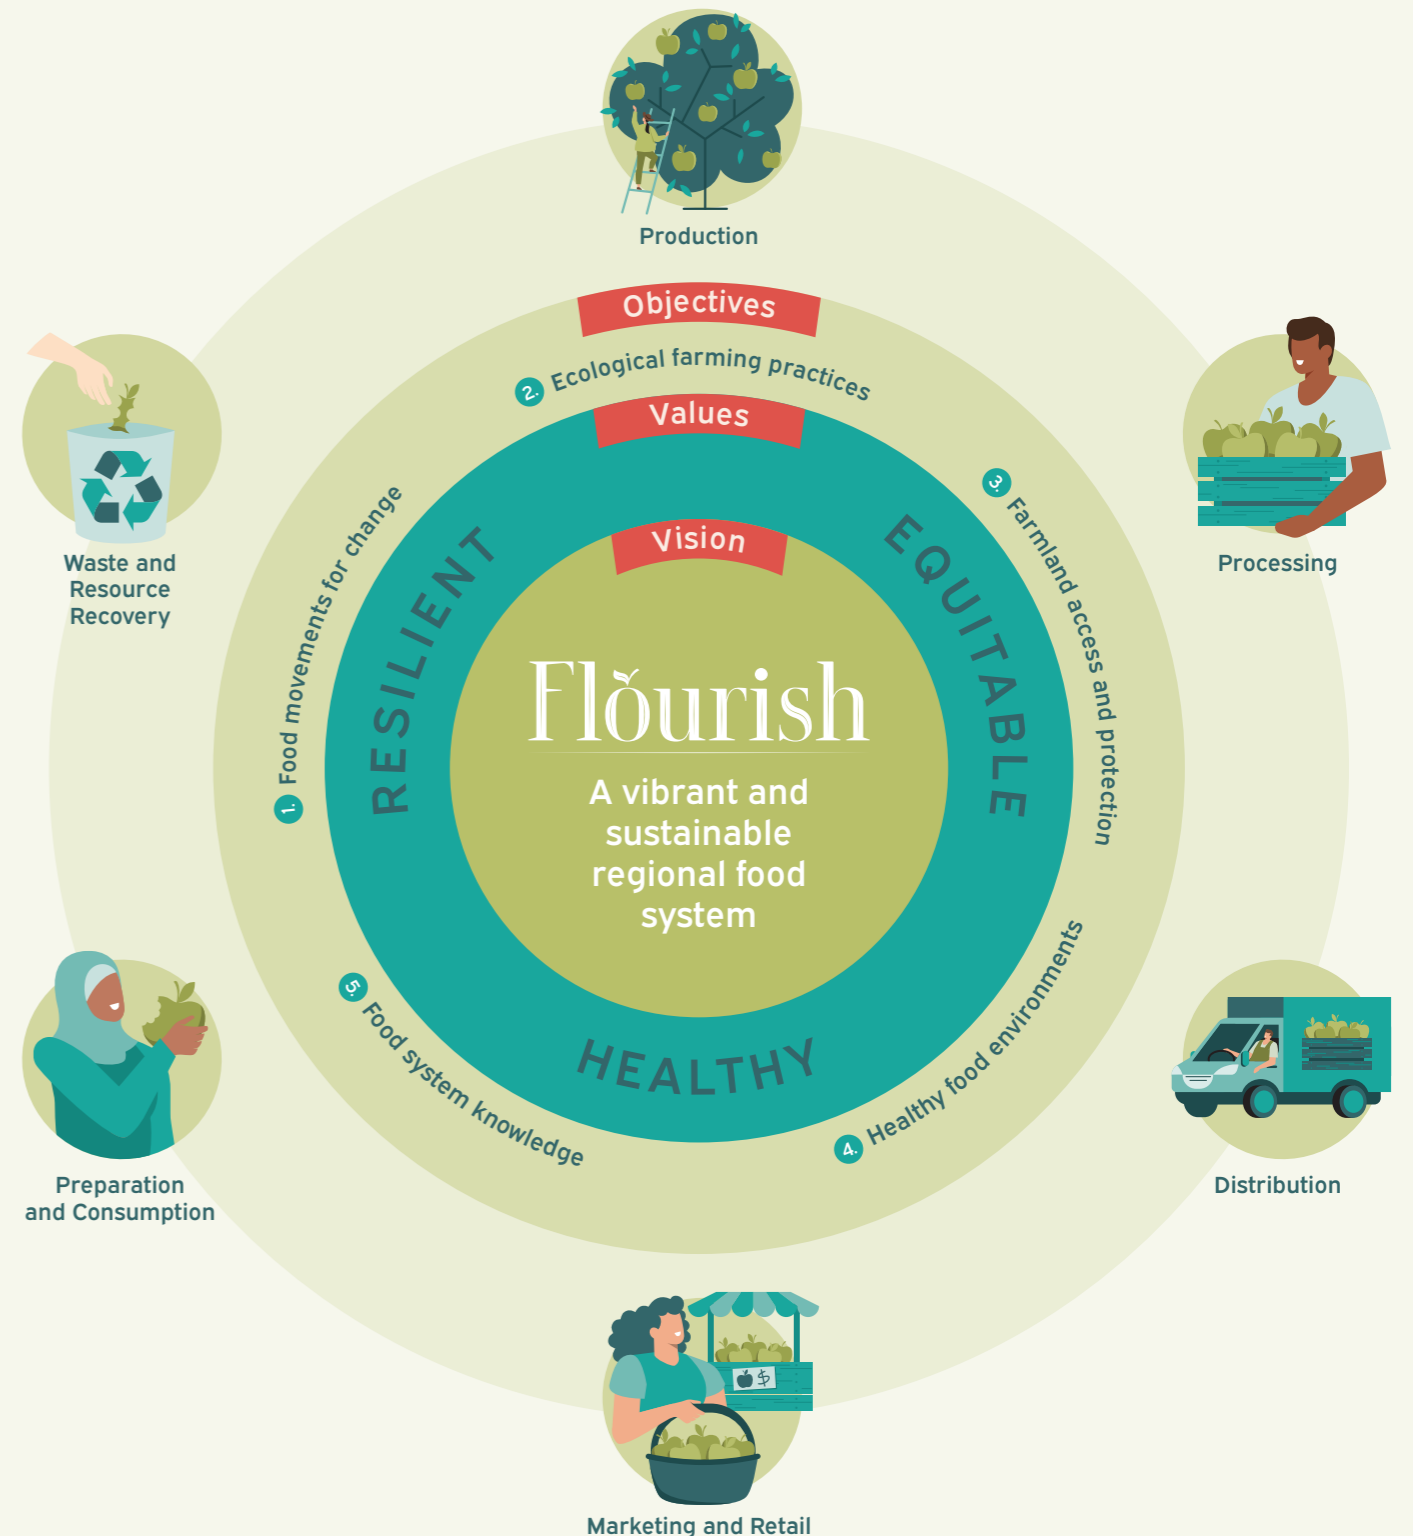 Production
Objectives
2. Ecological farming practices
Values
Vision
3. Farmland access and protection
1. Food movements for change
RESILIENT
EQUITABLE
Waste and
Resource
Recovery
Processing
Flourish
A vibrant and
sustainable
regional food
system
HEALTHY
4. Healthy food environments
5. Food system knowledge
Preparation
and Consumption
Distribution
$
Marketing and Retail